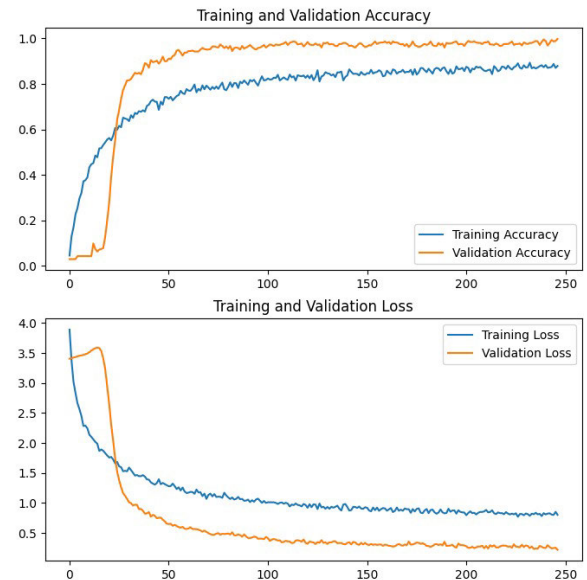 Training and Validation Accuracy
1.0
0.8
0.6
0.4
0.2
0.0
Training Accuracy
Validation Accuracy
0 50 100 150 200 250
Training and Validation Loss
4.0
3.5
3.0
2.5
2.0
1.5
1.0
0.5
Training Loss
Validation Loss
0 50 100 150 200 250